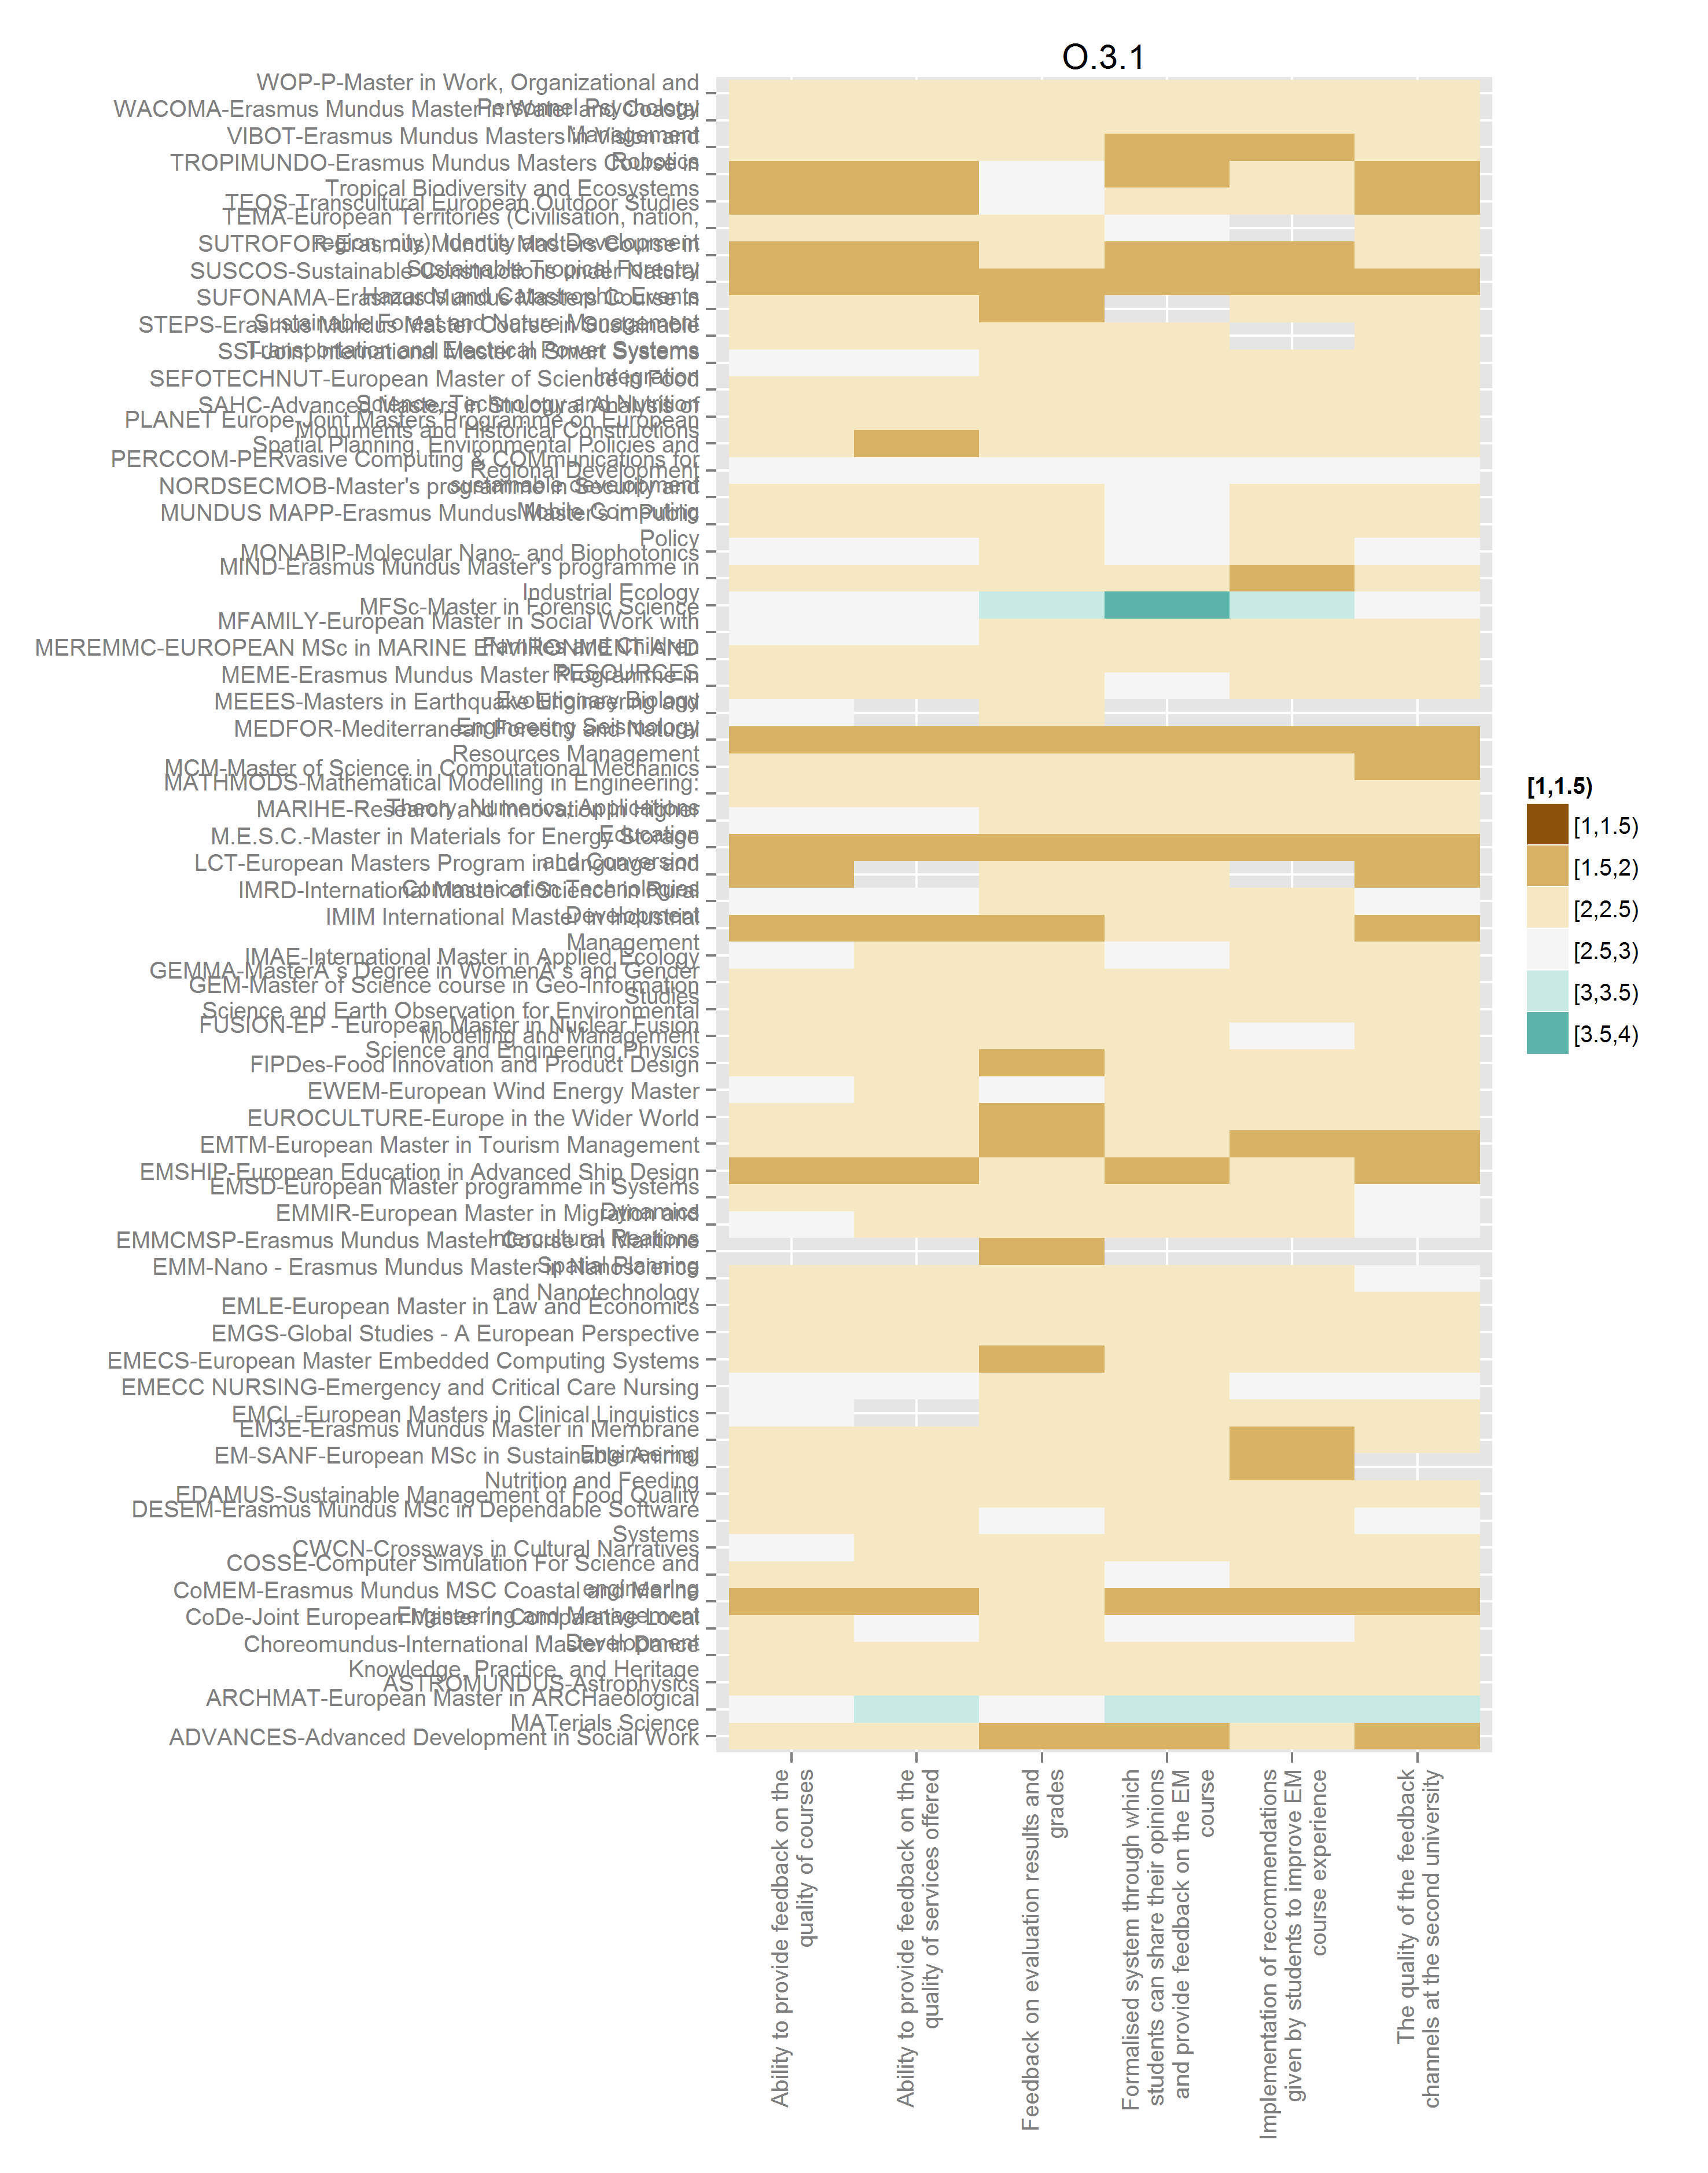 O.3.1
WOP-P-Master in Work, Organizational and
Personnel Psychology
WACOMA-Erasmus Mundus Master in Water and Coastal
Management
VIBOT-Erasmus Mundus Masters in Vision and
Robotics
TROPIMUNDO-Erasmus Mundus Masters Course in
Tropical Biodiversity and Ecosystems
TEOS-Transcultural European Outdoor Studies
TEMA-European Territories (Civilisation, nation,
region, city): Identity and Development
SUTROFOR-Erasmus Mundus Masters Course in
Sustainable Tropical Forestry
SUSCOS-Sustainable Constructions under Natural
Hazards and Catastrophic Events
SUFONAMA-Erasmus Mundus Masters Course in
Sustainable Forest and Nature Management
STEPS-Erasmus Mundus Master Course in Sustainable
Transportation and Electrical Power Systems
SSI-Joint International Master in Smart Systems
Integration
SEFOTECHNUT-European Master of Science in Food
Science, Technology and Nutrition
SAHC-Advanced Masters in Structural Analysis of
Monuments and Historical Constructions
PLANET Europe-Joint Masters Programme on European
Spatial Planning, Environmental Policies and
Regional Development
PERCCOM-PERvasive Computing & COMmunications for
sustainable development
NORDSECMOB-Master's programme in Security and
Mobile Computing
MUNDUS MAPP-Erasmus Mundus Master's in Public
Policy
MONABIP-Molecular Nano- and Biophotonics
MIND-Erasmus Mundus Master's programme in
Industrial Ecology
MFSc-Master in Forensic Science
MFAMILY-European Master in Social Work with
Families and Children
MEREMMC-EUROPEAN MSc in MARINE ENVIRONMENT AND
RESOURCES
MEME-Erasmus Mundus Master Programme in
Evolutionary Biology
MEEES-Masters in Earthquake Engineering and
Engineering Seismology
MEDFOR-Mediterranean Forestry and Natural
Resources Management
MCM-Master of Science in Computational Mechanics
MATHMODS-Mathematical Modelling in Engineering:
Theory, Numerics, Applications
MARIHE-Research and Innovation in Higher
Education
M.E.S.C.-Master in Materials for Energy Storage
and Conversion
LCT-European Masters Program in Language and
Communication Technologies
IMRD-International Master of Science in Rural
Development
IMIM International Master in Industrial
Management
IMAE-International Master in Applied Ecology
GEMMA-MasterÂ´s Degree in WomenÂ´s and Gender
Studies
GEM-Master of Science course in Geo-Information
Science and Earth Observation for Environmental
Modelling and Management
FUSION-EP - European Master in Nuclear Fusion
Science and Engineering Physics
FIPDes-Food Innovation and Product Design
EWEM-European Wind Energy Master
EUROCULTURE-Europe in the Wider World
EMTM-European Master in Tourism Management
EMSHIP-European Education in Advanced Ship Design
EMSD-European Master programme in Systems
Dynamics
EMMIR-European Master in Migration and
Intercultural Reations
EMMCMSP-Erasmus Mundus Master Course on Maritime
Spatial Planning
EMM-Nano - Erasmus Mundus Master in Nanoscience
and Nanotechnology
EMLE-European Master in Law and Economics
EMGS-Global Studies - A European Perspective
EMECS-European Master Embedded Computing Systems
EMECC NURSING-Emergency and Critical Care Nursing
EMCL-European Masters in Clinical Linguistics
EM3E-Erasmus Mundus Master in Membrane
Engineering
EM-SANF-European MSc in Sustainable Animal
Nutrition and Feeding
EDAMUS-Sustainable Management of Food Quality
DESEM-Erasmus Mundus MSc in Dependable Software
Systems
CWCN-Crossways in Cultural Narratives
COSSE-Computer Simulation For Science and
engineering
CoMEM-Erasmus Mundus MSC Coastal and Marine
Engineering and Management
CoDe-Joint European Master in Comparative Local
Development
Choreomundus-International Master in Dance
Knowledge, Practice, and Heritage
ASTROMUNDUS-Astrophysics
ARCHMAT-European Master in ARCHaeological
MATerials Science
ADVANCES-Advanced Development in Social Work
[1,1.5)
[1,1.5)
[1.5,2)
[2,2.5)
[2.5,3)
[3,3.5)
[3.5,4)
Ability to provide feedback on the
quality of courses
Ability to provide feedback on the
quality of services offered
Feedback on evaluation results and
grades
Formalised system through which
students can share their opinions
and provide feedback on the EM
course
Implementation of recommendations
given by students to improve EM
course experience
The quality of the feedback
channels at the second university